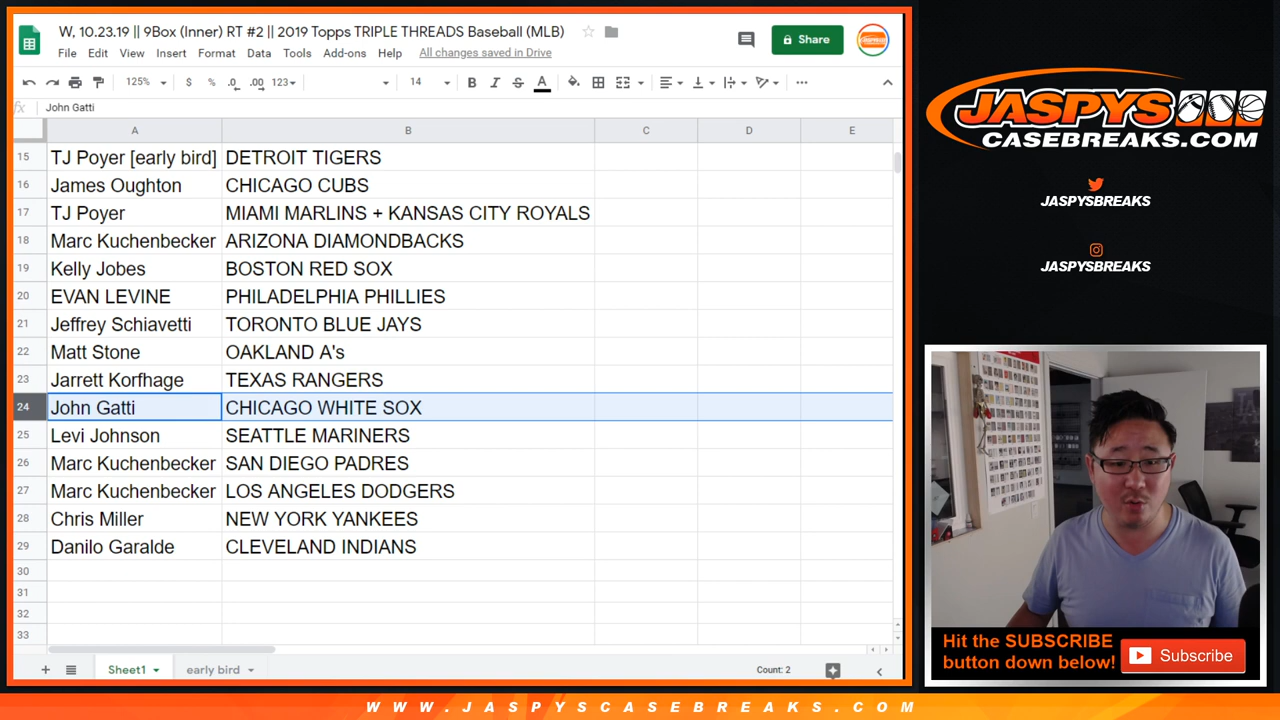 W, 10.23.19 || 9Box (Inner) RT #2 || 2019 Topps TRIPLE THREADS Baseball (MLB)
File Edit View Insert Format Data Tools Add-ons Help All changes saved in Drive
Share
125% $ % .0 .00 123 14 B I S A
fx John Gatti
A B C D E
15 TJ Poyer [early bird] DETROIT TIGERS
16 James Oughton CHICAGO CUBS
17 TJ Poyer MIAMI MARLINS + KANSAS CITY ROYALS
18 Marc Kuchenbecker ARIZONA DIAMONDBACKS
19 Kelly Jobes BOSTON RED SOX
20 EVAN LEVINE PHILADELPHIA PHILLIES
21 Jeffrey Schiavetti TORONTO BLUE JAYS
22 Matt Stone OAKLAND A's
23 Jarrett Korfhage TEXAS RANGERS
24 John Gatti CHICAGO WHITE SOX
25 Levi Johnson SEATTLE MARINERS
26 Marc Kuchenbecker SAN DIEGO PADRES
27 Marc Kuchenbecker LOS ANGELES DODGERS
28 Chris Miller NEW YORK YANKEES
29 Danilo Garalde CLEVELAND INDIANS
30
31
32
33
Sheet1 early bird Count: 2
JASPYS
CASEBREAKS.COM
JASPYSBREAKS
JASPYSBREAKS
Hit the SUBSCRIBE
button down below!
Subscribe
WWW.JASPYSCASEBREAKS.COM